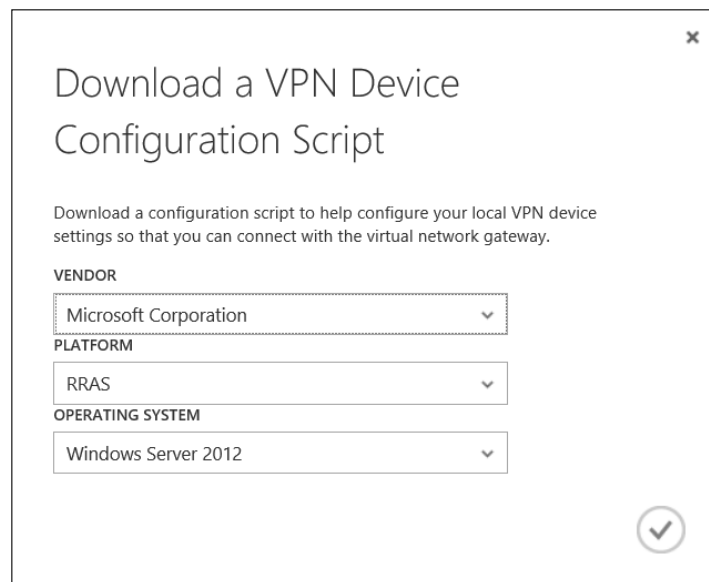 Download a VPN Device
Configuration Script
Download a configuration script to help configure your local VPN device
settings so that you can connect with the virtual network gateway.
VENDOR
Microsoft Corporation
PLATFORM
RRAS
OPERATING SYSTEM
Windows Server 2012